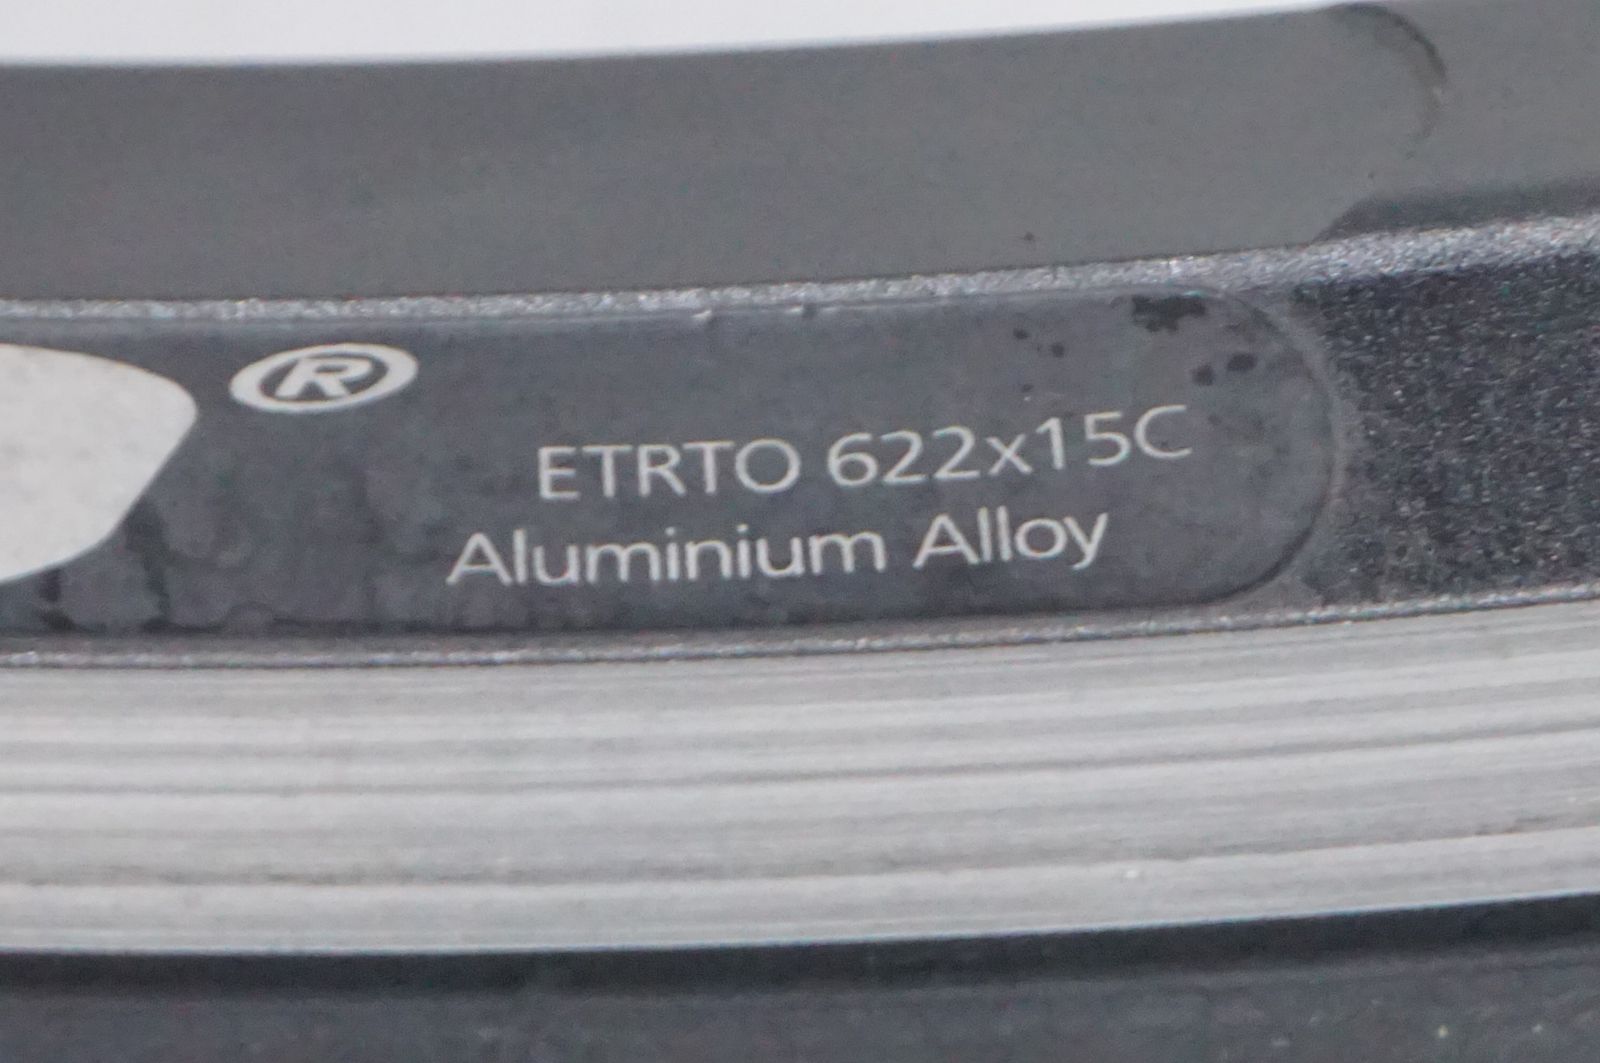 ®
ETRTO 622x15C
Aluminium Alloy